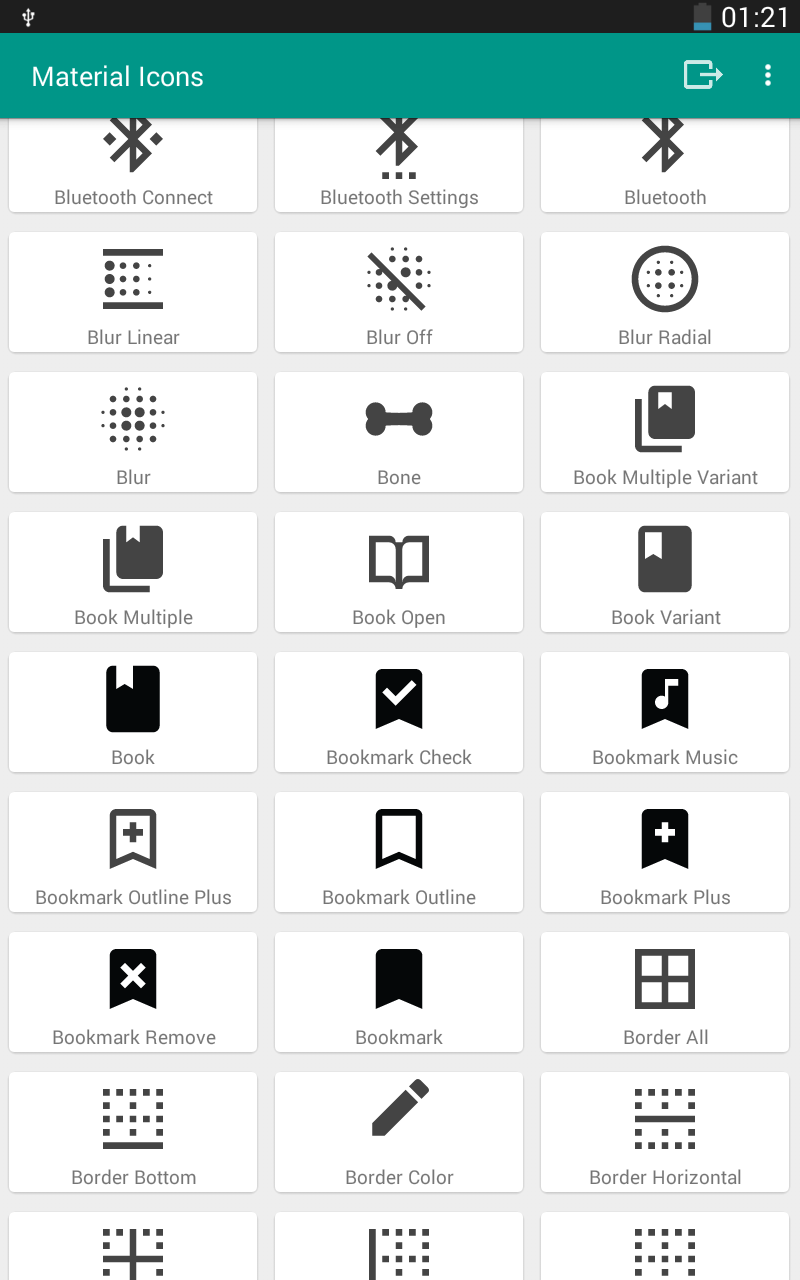 01:21
Material Icons
Bluetooth Connect
Bluetooth Settings
Bluetooth
Blur Linear
Blur Off
Blur Radial
Blur
Bone
Book Multiple Variant
Book Multiple
Book Open
Book Variant
Book
Bookmark Check
Bookmark Music
Bookmark Outline Plus
Bookmark Outline
Bookmark Plus
Bookmark Remove
Bookmark
Border All
Border Bottom
Border Color
Border Horizontal